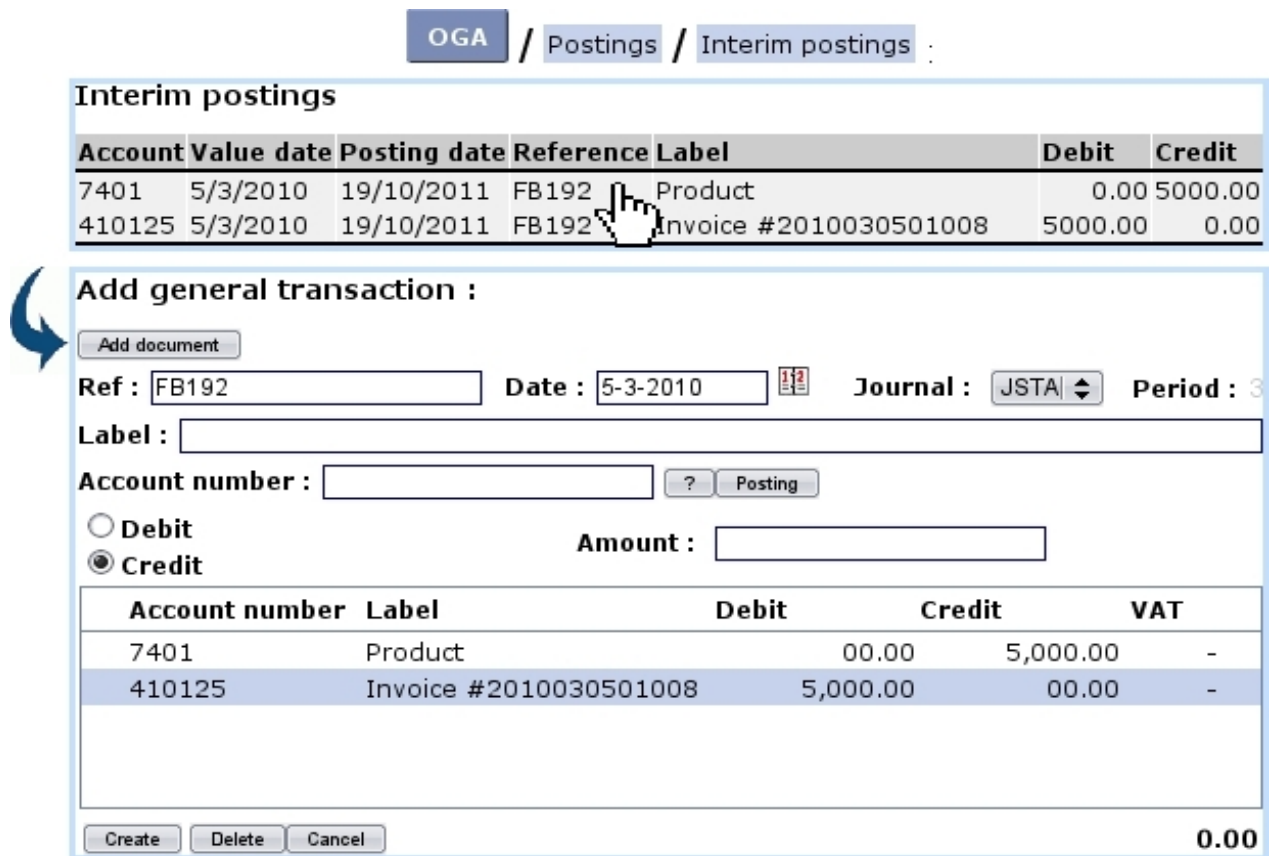 OGA / Postings / Interim postings :
Interim postings
Account Value date Posting date Reference Label Debit Credit
7401 5/3/2010 19/10/2011 FB192 Product 0.00 5000.00
410125 5/3/2010 19/10/2011 FB192 Invoice #2010030501008 5000.00 0.00
Add general transaction :
Add document
Ref : FB192 Date : 5-3-2010 Journal : JSTA Period : 3
Label :
Account number : ? Posting
Debit
Amount :
Credit
Account number Label Debit Credit VAT
7401 Product 00.00 5,000.00 -
410125 Invoice #2010030501008 5,000.00 00.00 -
Create Delete Cancel 0.00